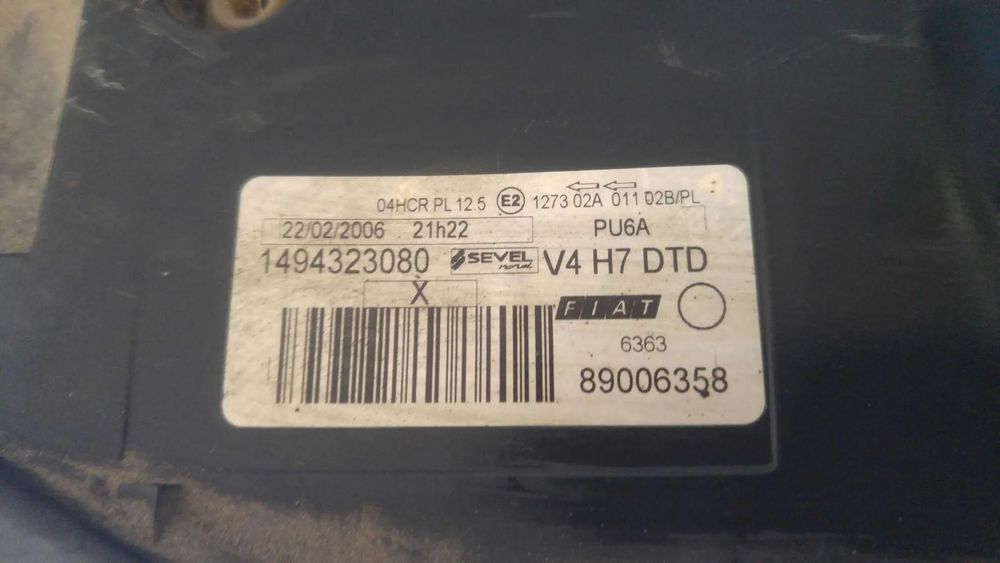 04HCR PL 12.5 E2 1273 02A 011 02B/PL
22/02/2006 21h22 PU6A
1494323080 SEVEL nord V4 H7 DTD
X
FIAT
6363
89006358